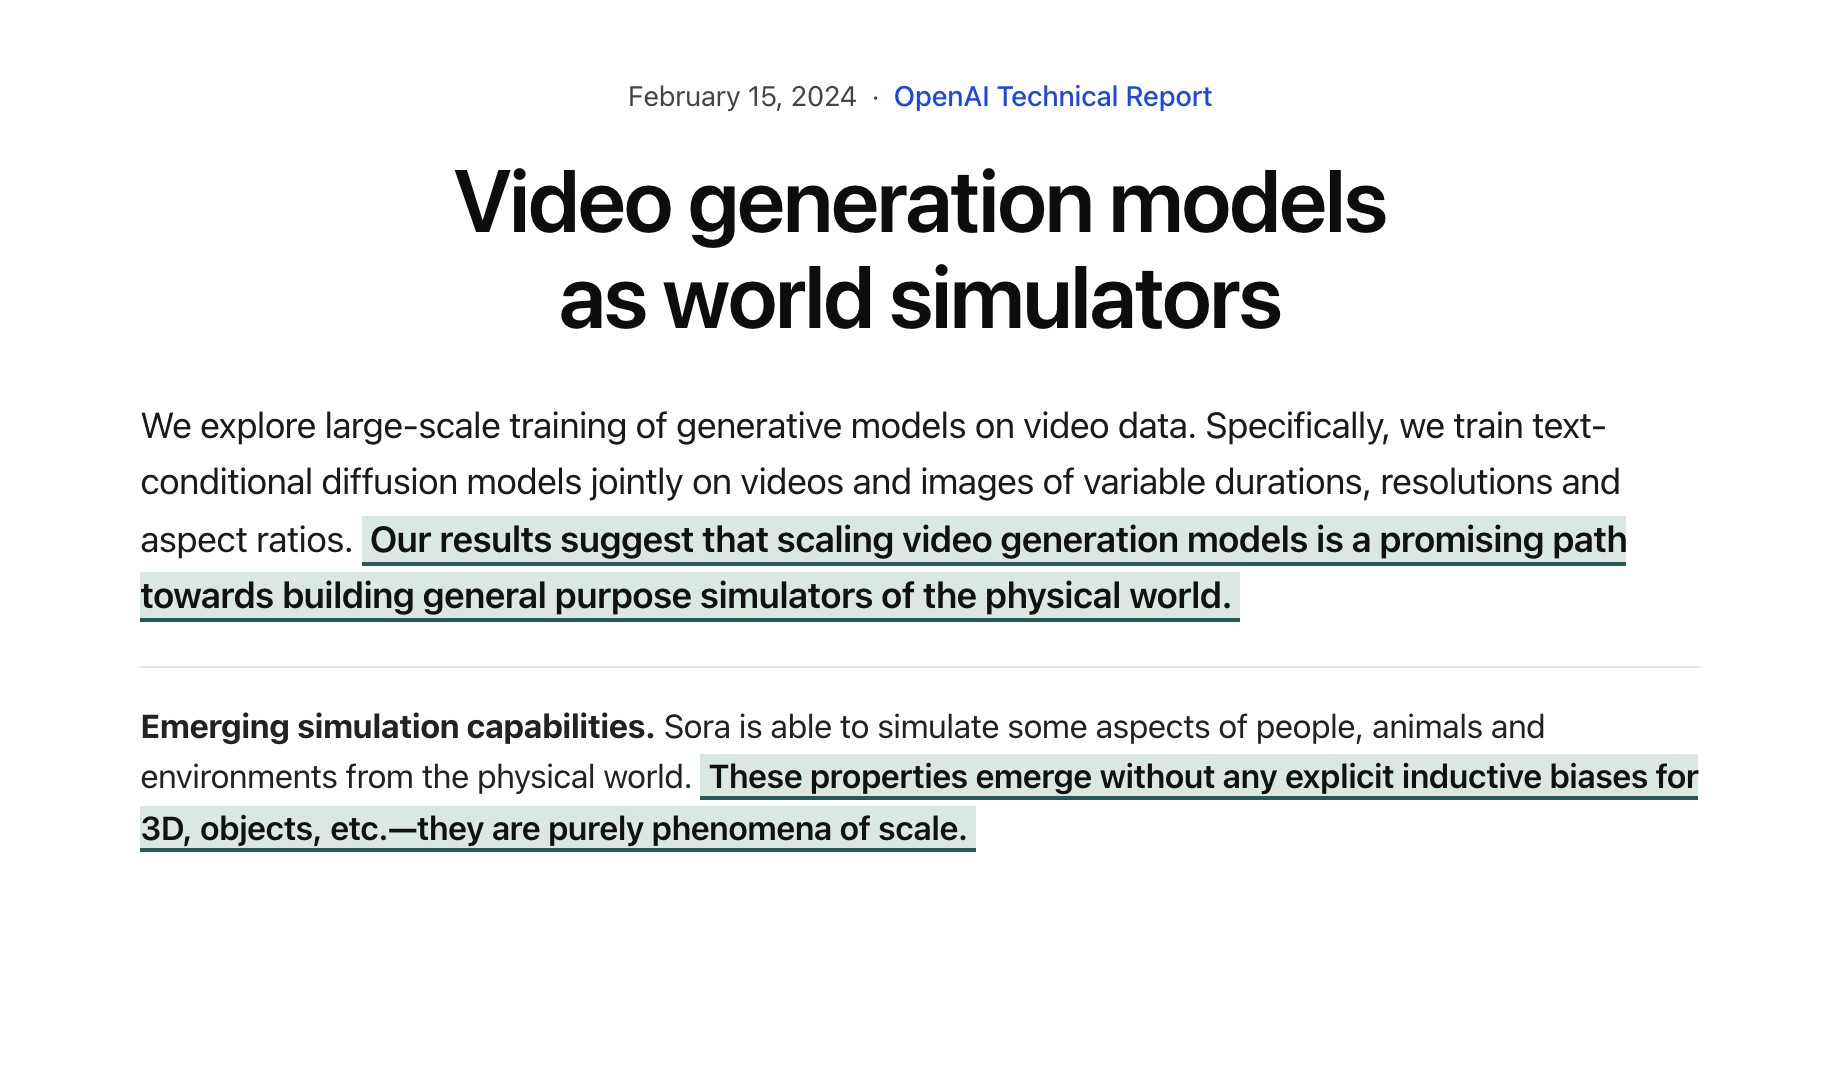 February 15, 2024 · OpenAI Technical Report
Video generation models
as world simulators
We explore large-scale training of generative models on video data. Specifically, we train text-
conditional diffusion models jointly on videos and images of variable durations, resolutions and
aspect ratios. Our results suggest that scaling video generation models is a promising path
towards building general purpose simulators of the physical world.
Emerging simulation capabilities. Sora is able to simulate some aspects of people, animals and
environments from the physical world. These properties emerge without any explicit inductive biases for
3D, objects, etc.—they are purely phenomena of scale.